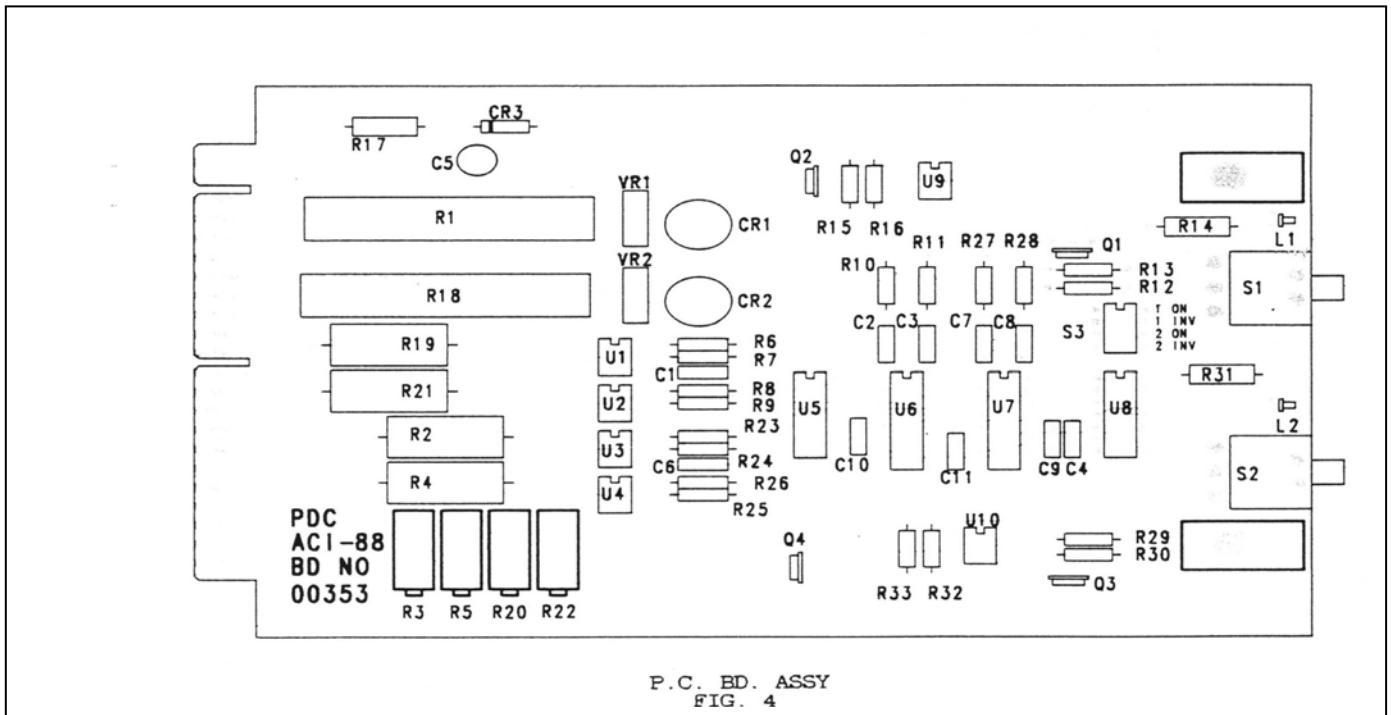 CR3
R17
C5
Q2
U9
VR1
R1
CR1
R15 R16
R14
L1
R11 R27 R28
Q1
R10
R13
R12
VR2
R18
CR2
S1
C2 C3 C7 C8
S3
1 ON
1 INV
2 ON
2 INV
R19
U1
R6
R7
C1
R21
U2
R8
R9
R31
U5
U6
U7
U8
L2
R2
U3
R23
C6
R24
C10
C11
C9 C4
S2
R4
U4
R26
R25
PDC
ACI-88
BD NO
00353
R3 R5 R20 R22
U10
Q4
R29
R30
R33 R32
Q3
P.C. BD. ASSY
FIG. 4